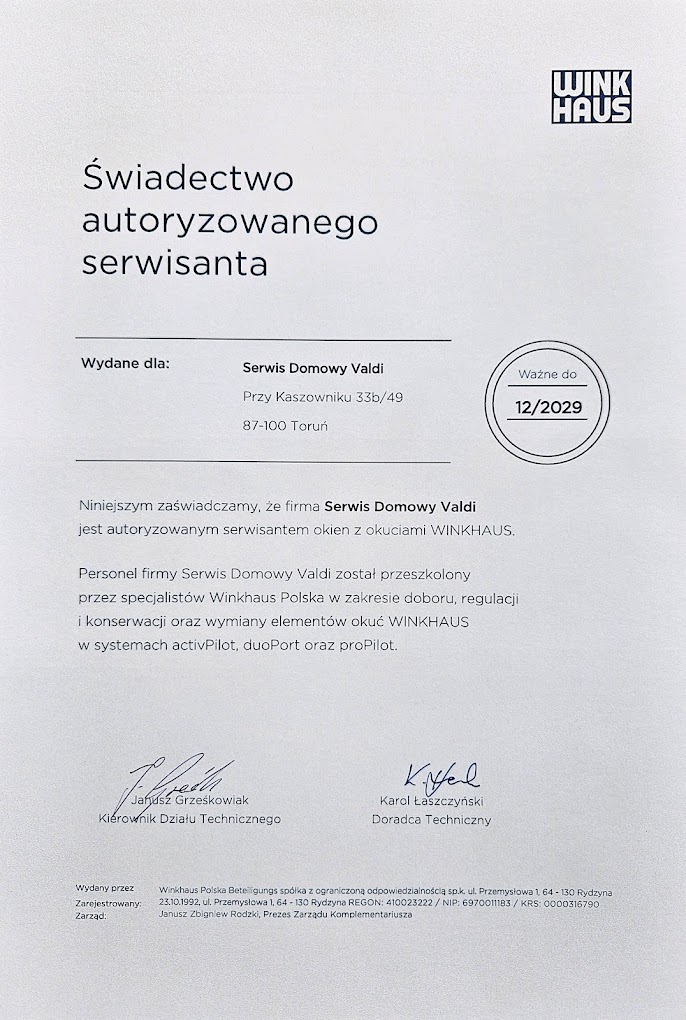 WINK
HAUS
Świadectwo
autoryzowanego
serwisanta
Wydane dla:
Serwis Domowy Valdi
Przy Kaszowniku 33b/49
87-100 Toruń
Ważne do
12/2029
Niniejszym zaświadczamy, że firma Serwis Domowy Valdi
jest autoryzowanym serwisantem okien z okuciami WINKHAUS.
Personel firmy Serwis Domowy Valdi został przeszkolony
przez specjalistów Winkhaus Polska w zakresie doboru, regulacji
i konserwacji oraz wymiany elementów okuć WINKHAUS
w systemach activPilot, duoPort oraz proPilot.
Janusz Grześkowiak
Kierownik Działu Technicznego
Karol Łaszczyński
Doradca Techniczny
Wydany przez Winkhaus Polska Beteiligungs spółka z ograniczoną odpowiedzialnością sp.k. ul. Przemysłowa 1, 64 - 130 Rydzyna
Zarejestrowany: 23.10.1992, ul. Przemysłowa 1, 64 - 130 Rydzyna REGON: 410023222 / NIP: 6970011183 / KRS: 0000316790
Zarząd: Janusz Zbigniew Rodzki, Prezes Zarządu Komplementariusza